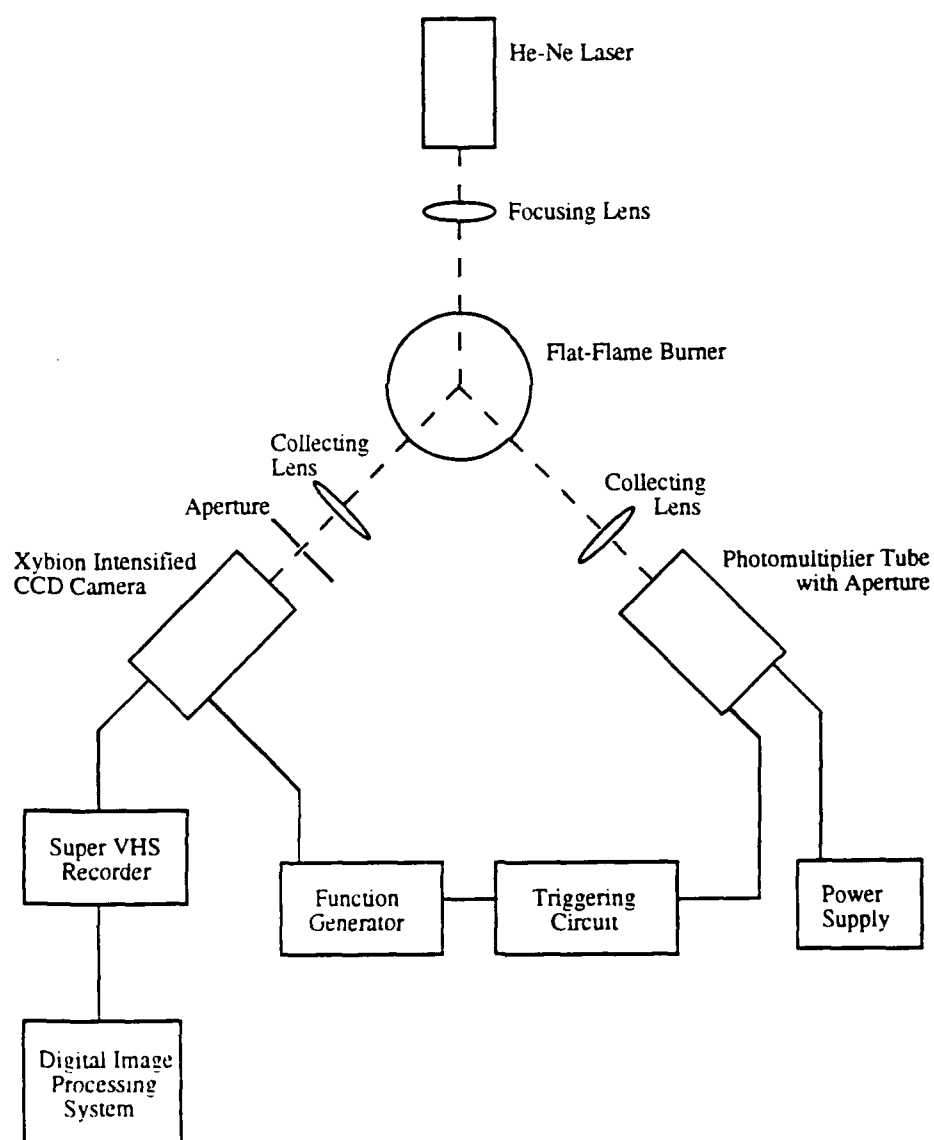 He-Ne Laser
Focusing Lens
Flat-Flame Burner
Collecting
Lens
Collecting
Lens
Aperture
Xybion Intensified
CCD Camera
Photomultiplier Tube
with Aperture
Super VHS
Recorder
Function
Generator
Triggering
Circuit
Power
Supply
Digital Image
Processing
System